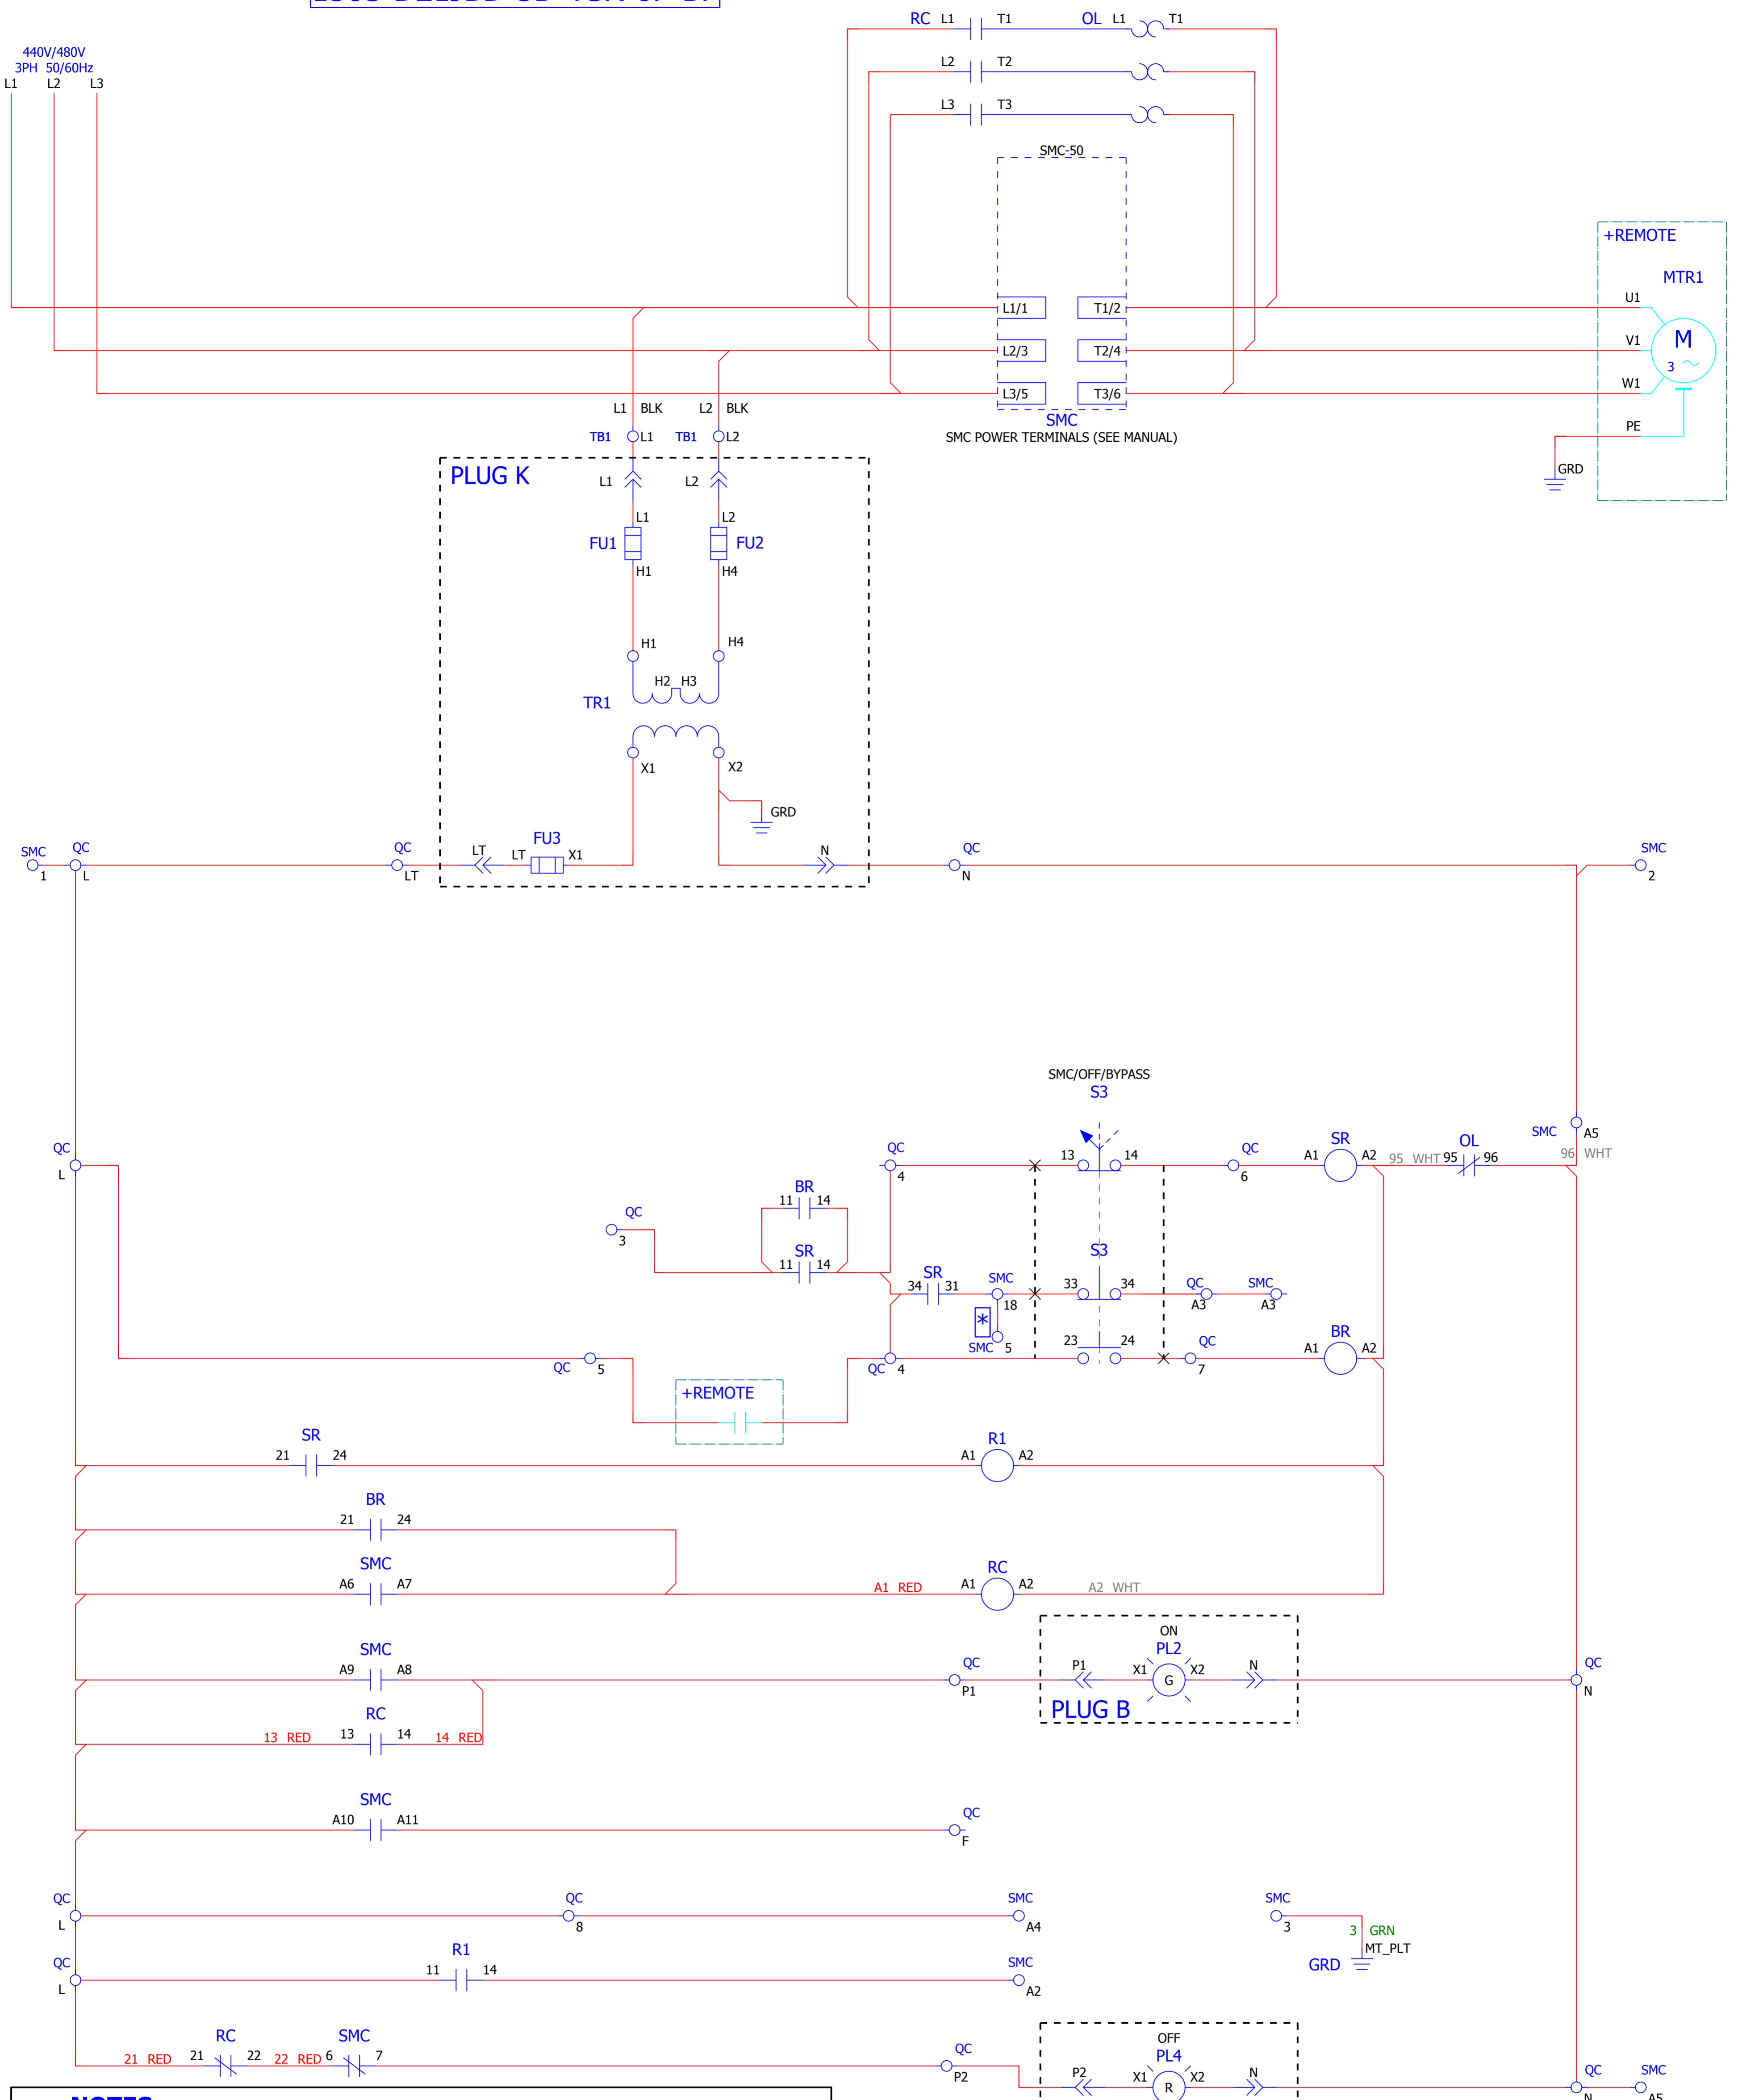 RC L1 T1 OL L1 T1
440V/480V
3PH 50/60Hz
L1 L2 L3
L2 T2
L3 T3
SMC-50
+REMOTE
MTR1
L1/1 T1/2 U1
L2/3 T2/4 V1 M
3
L3/5 T3/6 W1
L1 BLK L2 BLK
SMC
SMC POWER TERMINALS (SEE MANUAL)
PE
TB1 L1 TB1 L2
GRD
PLUG K
L1 L2
L1 L2
FU1 FU2
H1 H4
H1 H4
H2 H3
TR1
X1 X2
GRD
SMC QC QC LT FU3 N QC SMC
LT X1
1 L LT N 2
SMC/OFF/BYPASS
S3
SMC A5
QC QC 13 14 QC SR OL
A1 A2 95 WHT 95 96 96 WHT
L 4 6
BR
11 14
QC
3
SR
11 14
S3
SR
34 31 SMC 33 34 QC SMC
18 A3 A3
*
SMC 5 23 24 QC BR
A1 A2
QC 5 QC 4 7
+REMOTE
SR
21 24
R1
A1 A2
BR
21 24
SMC
A6 A7
RC
A1 RED A1 A2 A2 WHT
ON
PL2
SMC
A9 A8 QC P1 X1 G X2 N QC
P1 N
PLUG B
RC
13 RED 13 14 14 RED
SMC
A10 A11 QC
F
QC QC SMC SMC
L 8 A4 3
3 GRN
MT_PLT
GRD
QC R1 SMC
11 14
L A2
OFF
PL4
RC SMC
21 RED 21 22 22 RED 6 7 QC
P2
P2 X1 R X2 N QC SMC